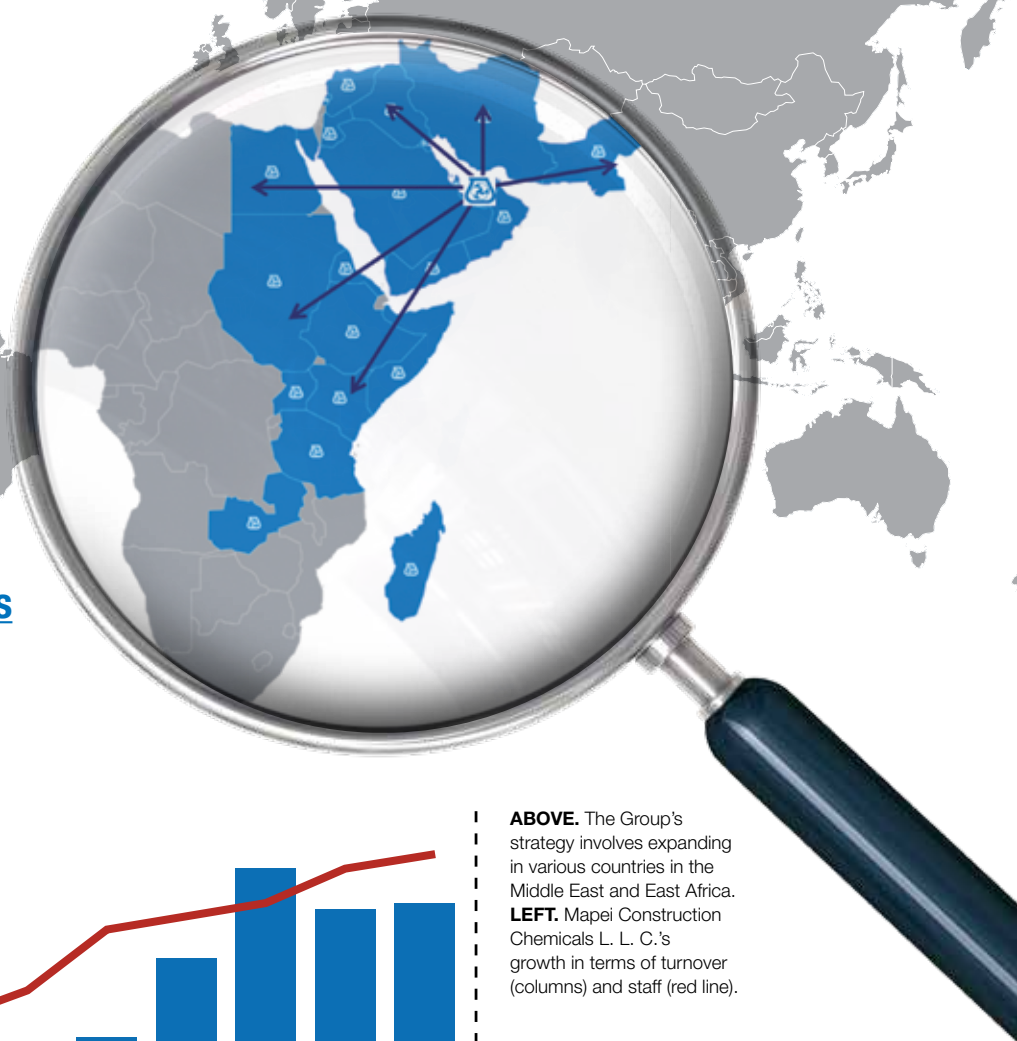 S
ABOVE. The Group's
strategy involves expanding
in various countries in the
Middle East and East Africa.
LEFT. Mapei Construction
Chemicals L. L. C.'s
growth in terms of turnover
(columns) and staff (red line).